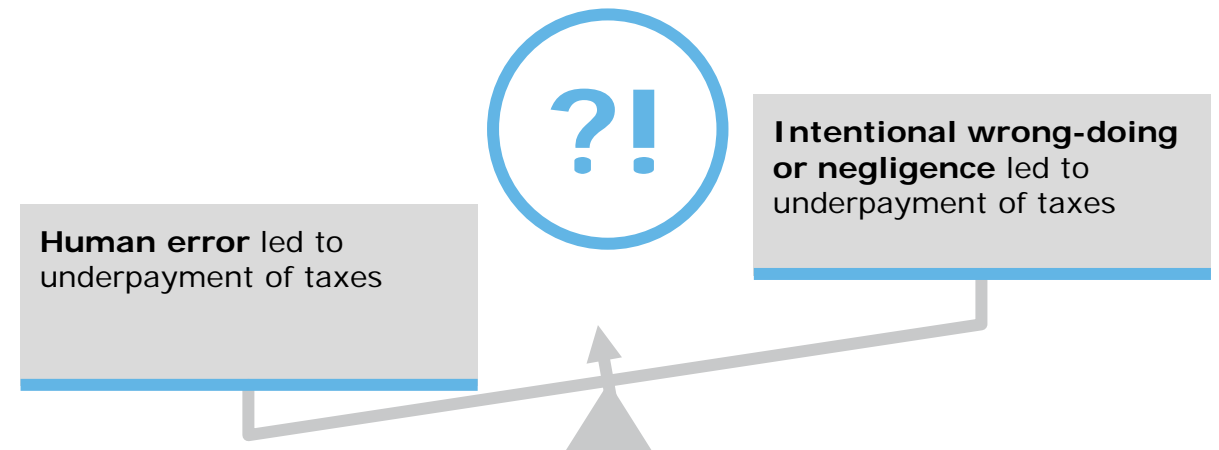 ?!
Intentional wrong-doing
or negligence led to
underpayment of taxes
Human error led to
underpayment of taxes